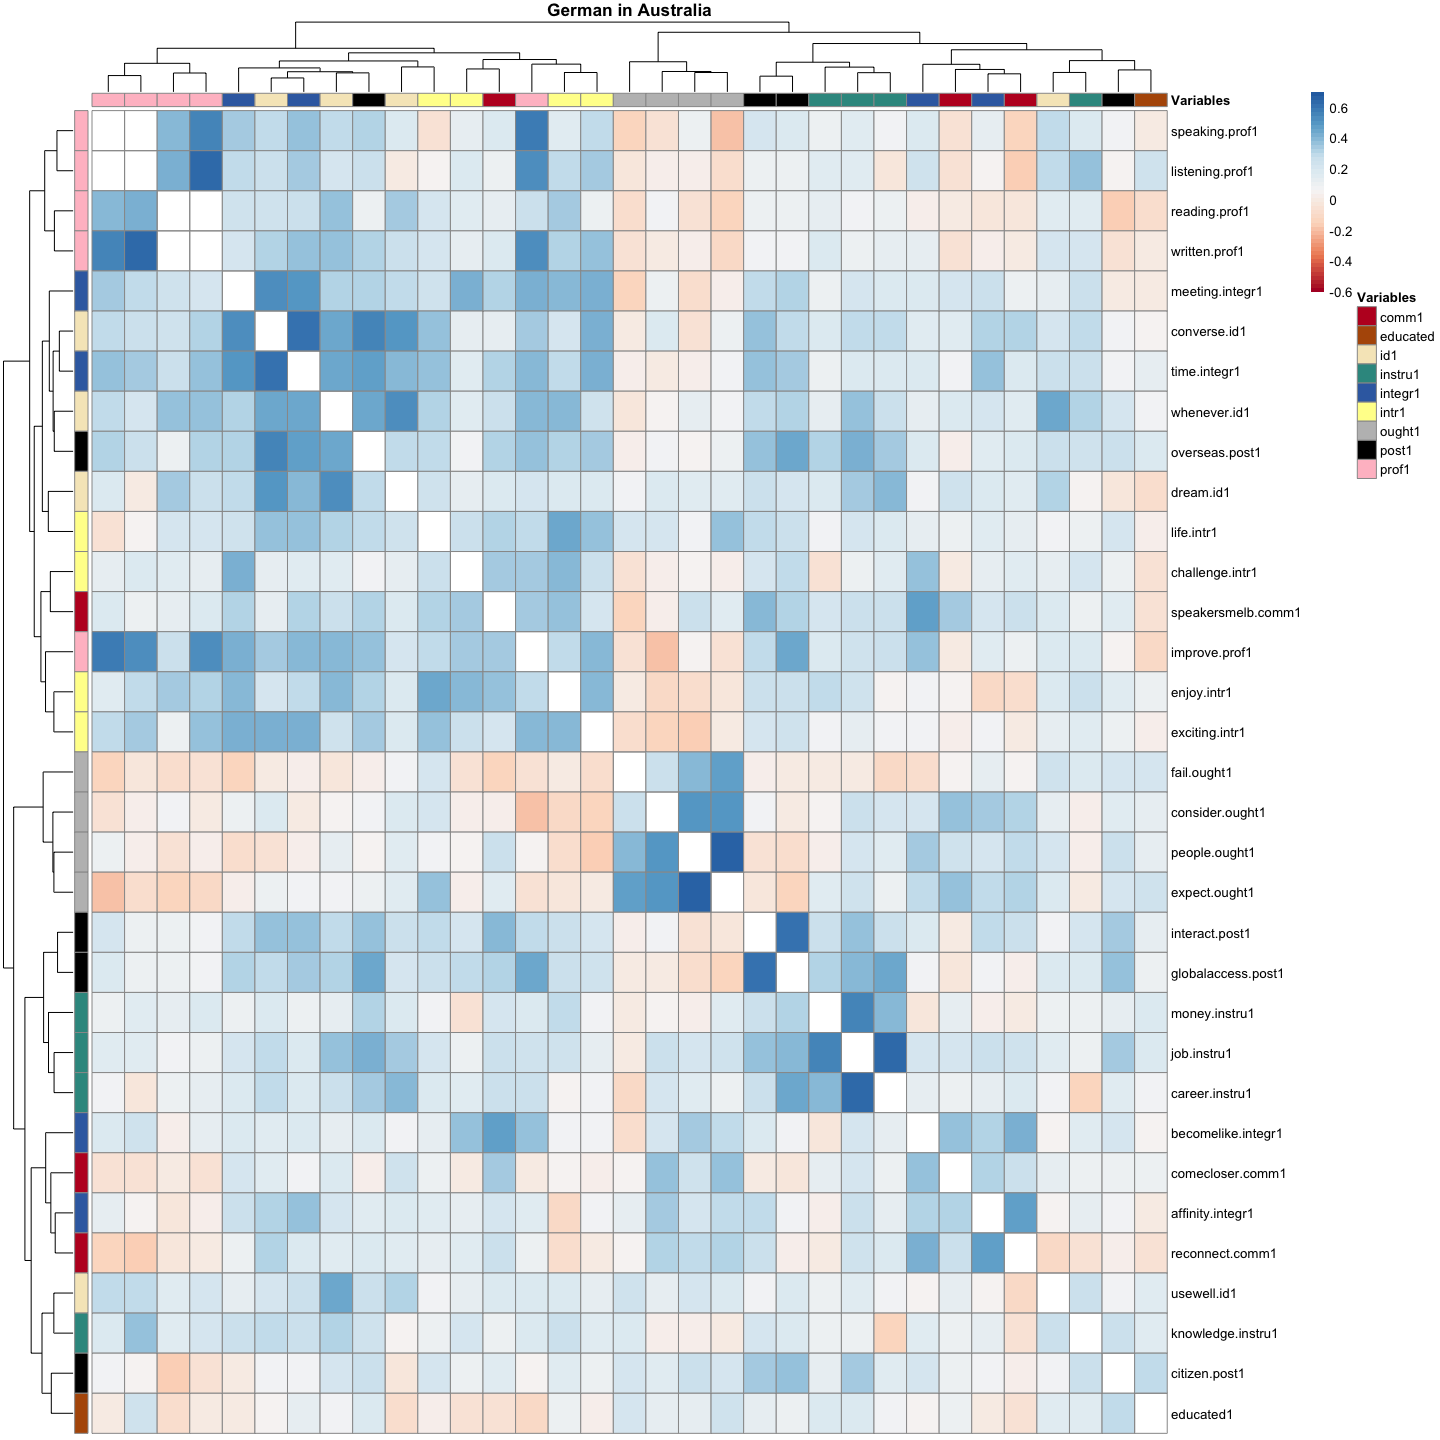 German in Australia
Variables
speaking.prof1
listening.prof1
reading.prof1
written.prof1
meeting.integr1
converse.id1
time.integr1
whenever.id1
overseas.post1
dream.id1
life.intr1
challenge.intr1
speakersmelb.comm1
improve.prof1
enjoy.intr1
exciting.intr1
fail.ought1
consider.ought1
people.ought1
expect.ought1
interact.post1
globalaccess.post1
money.instru1
job.instru1
career.instru1
becomelike.integr1
comecloser.comm1
affinity.integr1
reconnect.comm1
usewell.id1
knowledge.instru1
citizen.post1
educated1
0.6
0.4
0.2
0
-0.2
-0.4
-0.6
Variables
comm1
educated
id1
instru1
integr1
intr1
ought1
post1
prof1